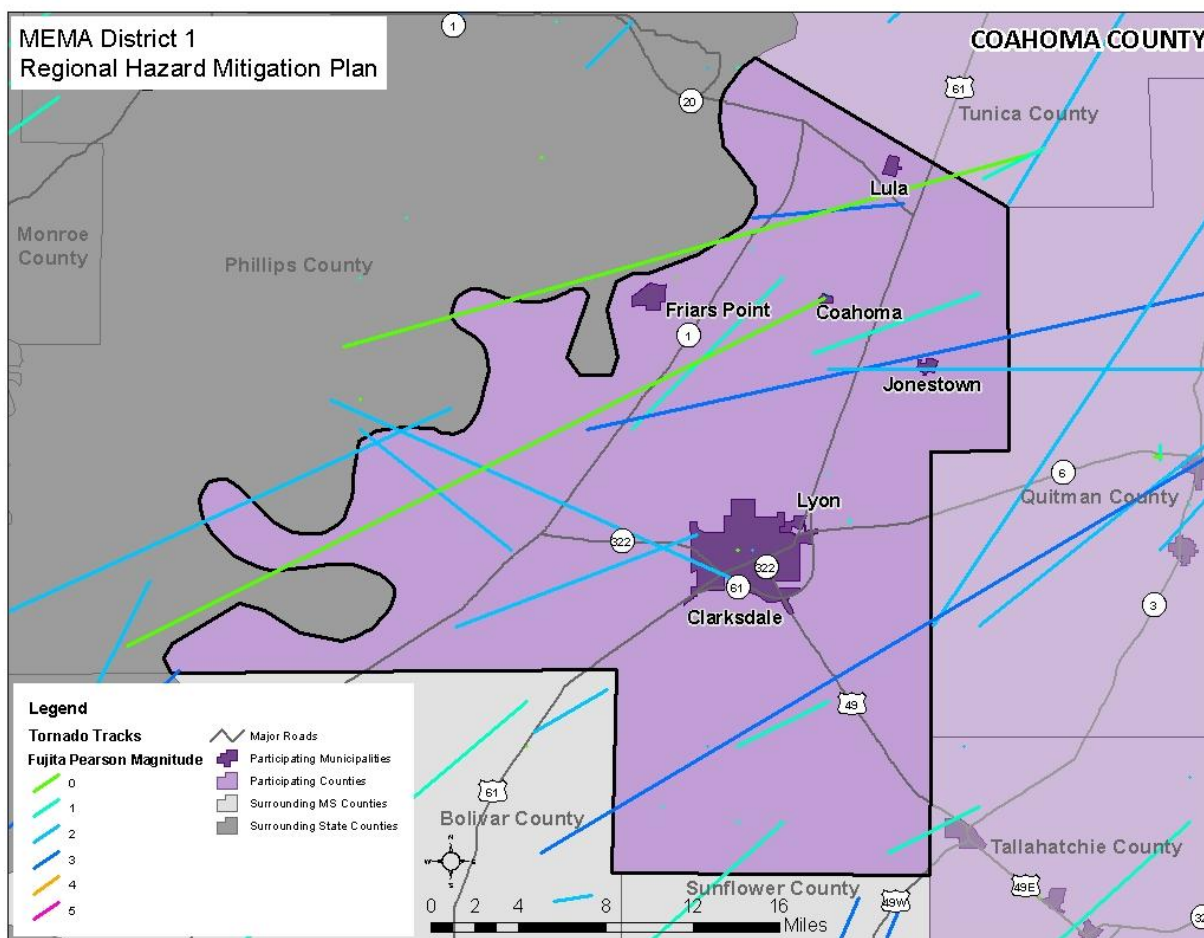 MEMA District 1
Regional Hazard Mitigation Plan
COAHOMA COUNTY
1
20
61
Tunica County
Lula
Monroe
County
Phillips County
Friars Point
Coahoma
1
Jonestown
6
Lyon
Quitman County
322
322
61
Clarksdale
3
49
61
Bolivar County
Tallahatchie County
Sunflower County
49W
49E
32
Legend
Tornado Tracks
Fujita Pearson Magnitude
0
1
2
3
4
5
Major Roads
Participating Municipalities
Participating Counties
Surrounding MS Counties
Surrounding State Counties
N
W E
S
0 2 4 8 12 16
Miles